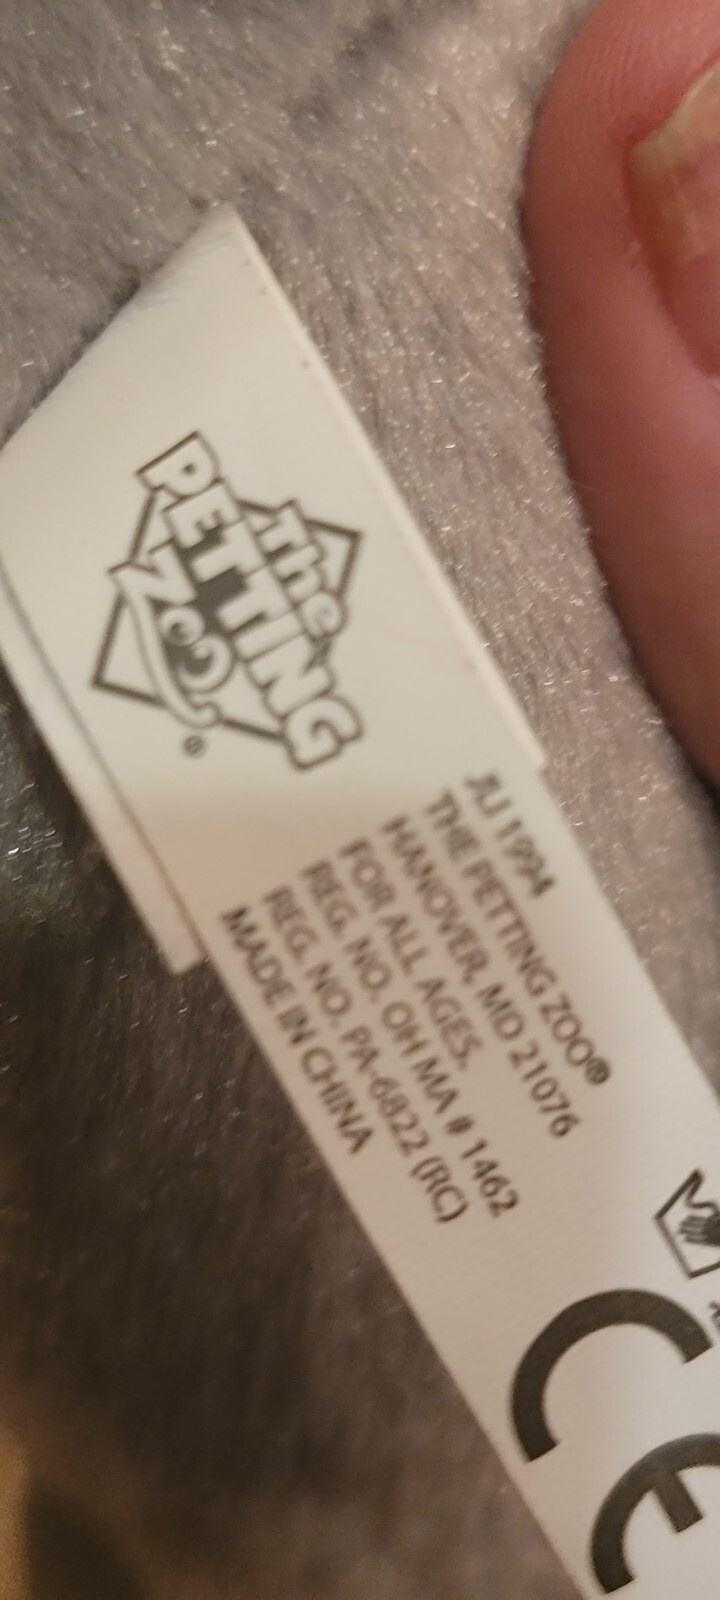 The
PETTING
ZOO®
JLJ 1994
THE PETTING ZOO®
HANOVER, MD 21076
FOR ALL AGES.
REG. NO. OH MA # 1462
REG. NO. PA-6822 (RC)
MADE IN CHINA
CE